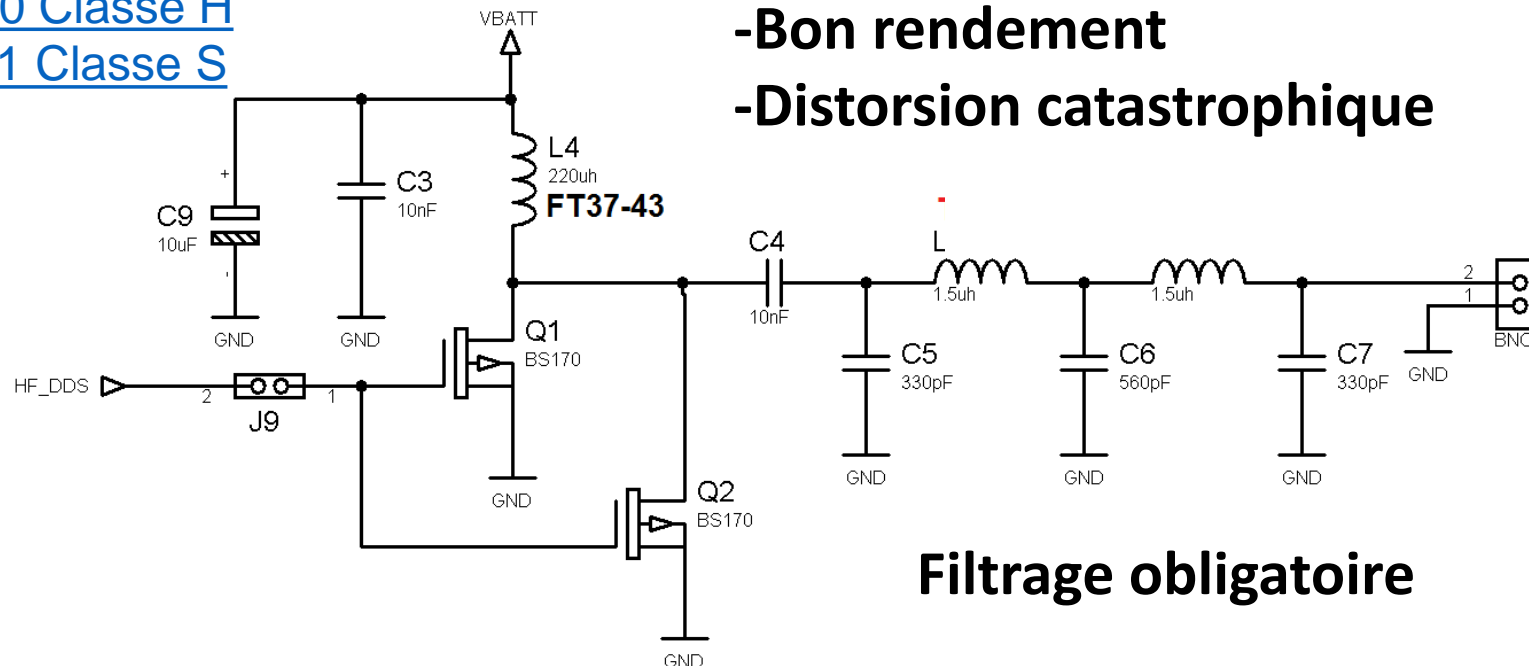 0 Classe H
1 Classe S
VBATT
-Bon rendement
-Distorsion catastrophique
L4
220uh
FT37-43
+
C9
10uF
-
C3
10nF
GND
GND
C4
10nF
L
1.5uh
1.5uh
2
1
BNC
GND
HF_DDS
2
J9
1
Q1
BS170
GND
C5
330pF
GND
C6
560pF
GND
C7
330pF
GND
Q2
BS170
GND
Filtrage obligatoire